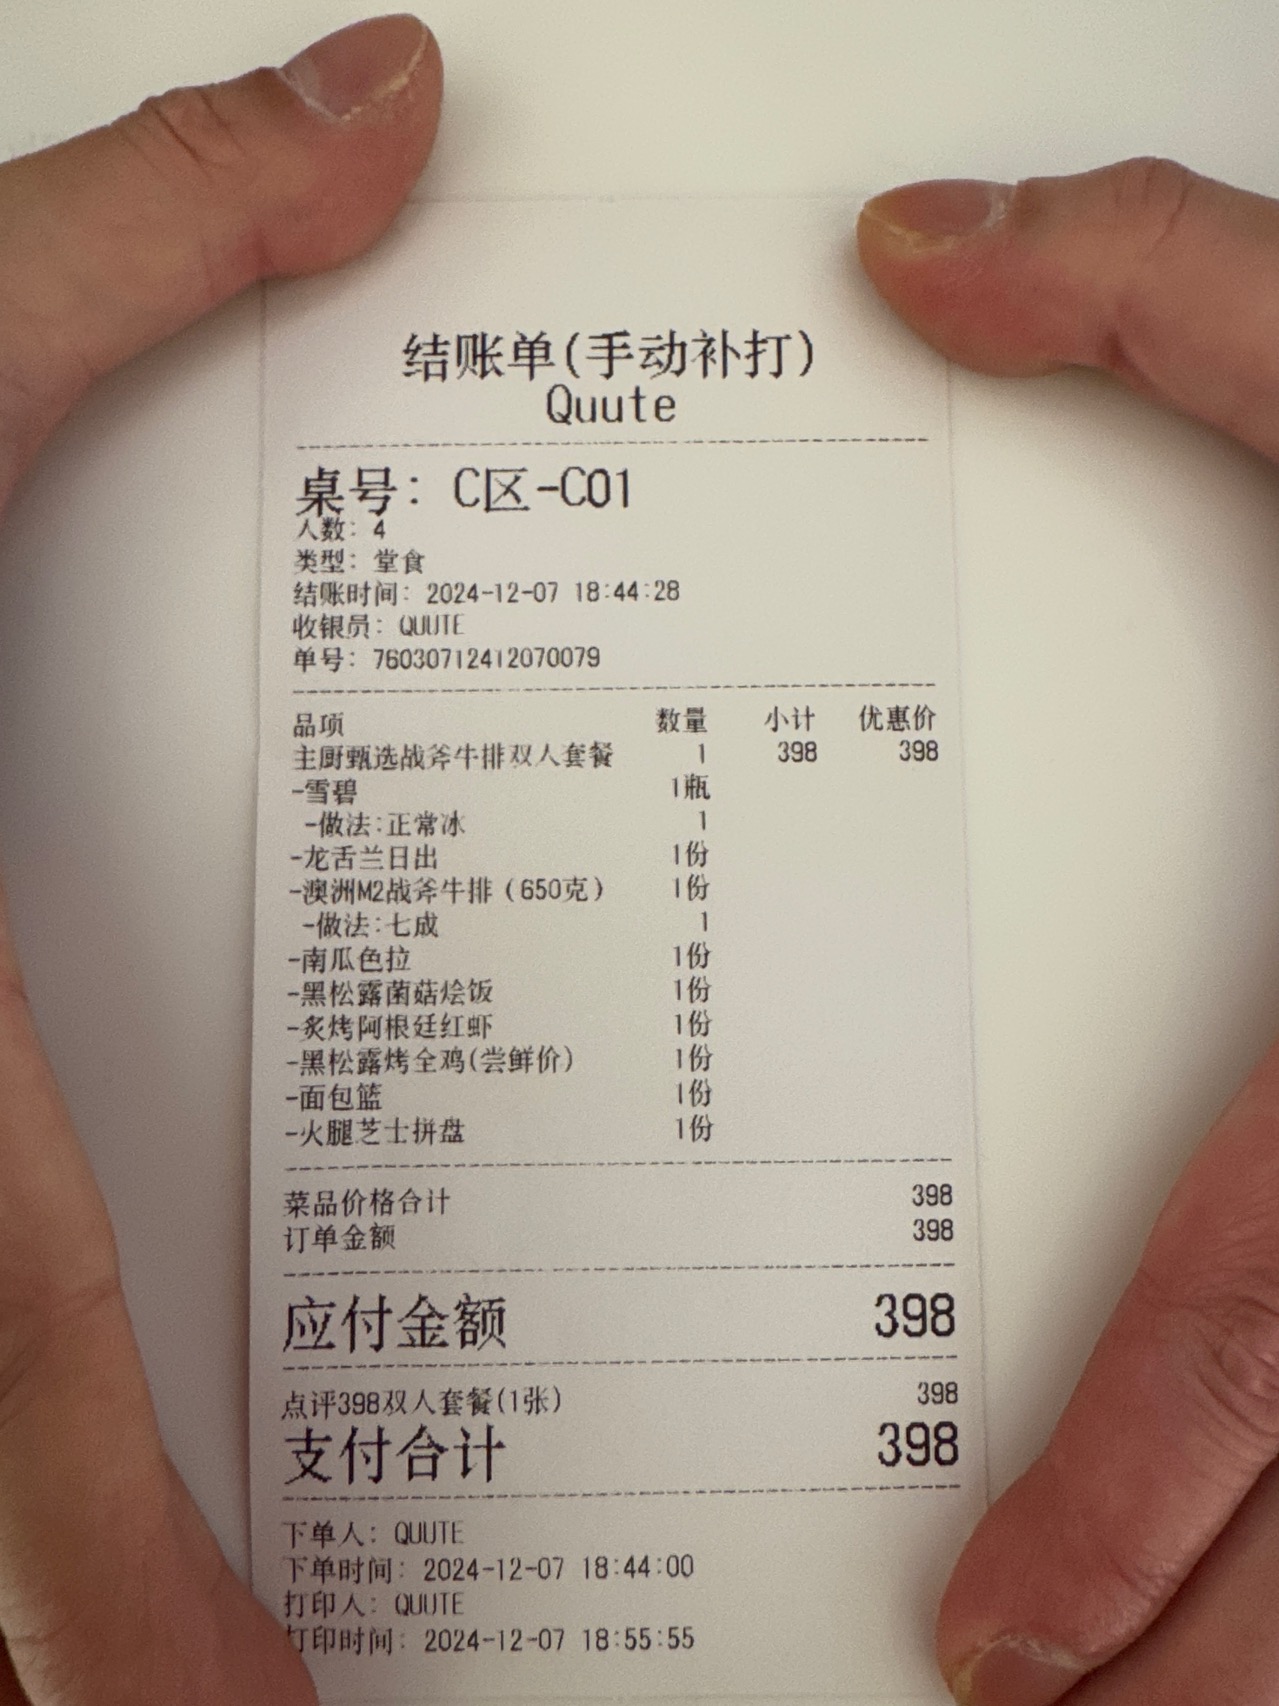 结账单(手动补打)
Quute
桌号: C区-C01
人数: 4
类型: 堂食
结账时间: 2024-12-07 18:44:28
收银员: QUUTE
单号: 76030712412070079
品项 数量 小计 优惠价
主厨甄选战斧牛排双人套餐 1 398 398
-雪碧 1瓶
-做法:正常冰 1
-龙舌兰日出 1份
-澳洲M2战斧牛排（650克） 1份
-做法:七成 1
-南瓜色拉 1份
-黑松露菌菇烩饭 1份
-炙烤阿根廷红虾 1份
-黑松露烤全鸡(尝鲜价) 1份
-面包篮 1份
-火腿芝士拼盘 1份
菜品价格合计 398
订单金额 398
应付金额 398
点评398双人套餐(1张) 398
支付合计 398
下单人: QUUTE
下单时间: 2024-12-07 18:44:00
打印人: QUUTE
打印时间: 2024-12-07 18:55:55